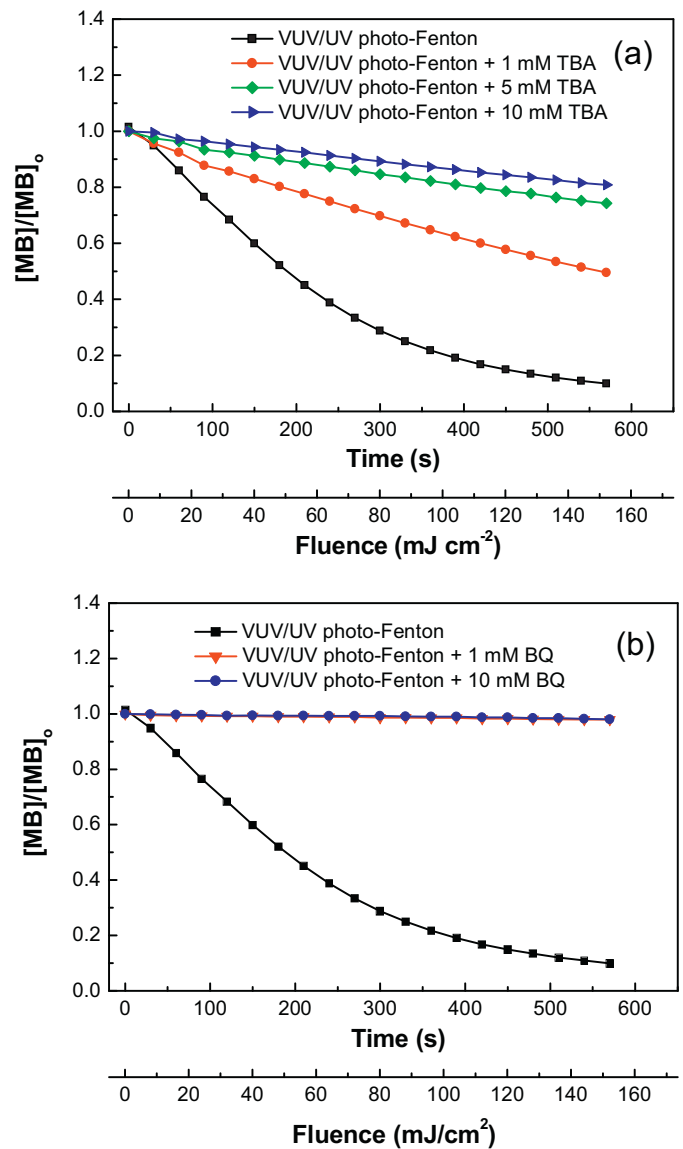 1.4
VUV/UV photo-Fenton
(a)
VUV/UV photo-Fenton + 1 mM TBA
1.2
VUV/UV photo-Fenton + 5 mM TBA
VUV/UV photo-Fenton + 10 mM TBA
1.0
0.8
[MB]/[MB]o
0.6
0.4
0.2
0.0
0 100 200 300 400 500 600
Time (s)
0 20 40 60 80 100 120 140 160
Fluence (mJ cm-2)
1.4
VUV/UV photo-Fenton
(b)
VUV/UV photo-Fenton + 1 mM BQ
1.2
VUV/UV photo-Fenton + 10 mM BQ
1.0
0.8
[MB]/[MB]o
0.6
0.4
0.2
0.0
0 100 200 300 400 500 600
Time (s)
0 20 40 60 80 100 120 140 160
Fluence (mJ/cm2)